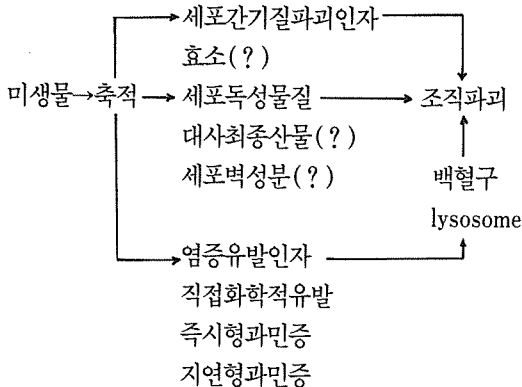 세포간기질파괴인자
효소(?)
미생물→축적→세포독성물질→조직파괴
대사최종산물(?)
세포벽성분(?)
백혈구
lysosome
염증유발인자
직접화학적유발
즉시형과민증
지연형과민증